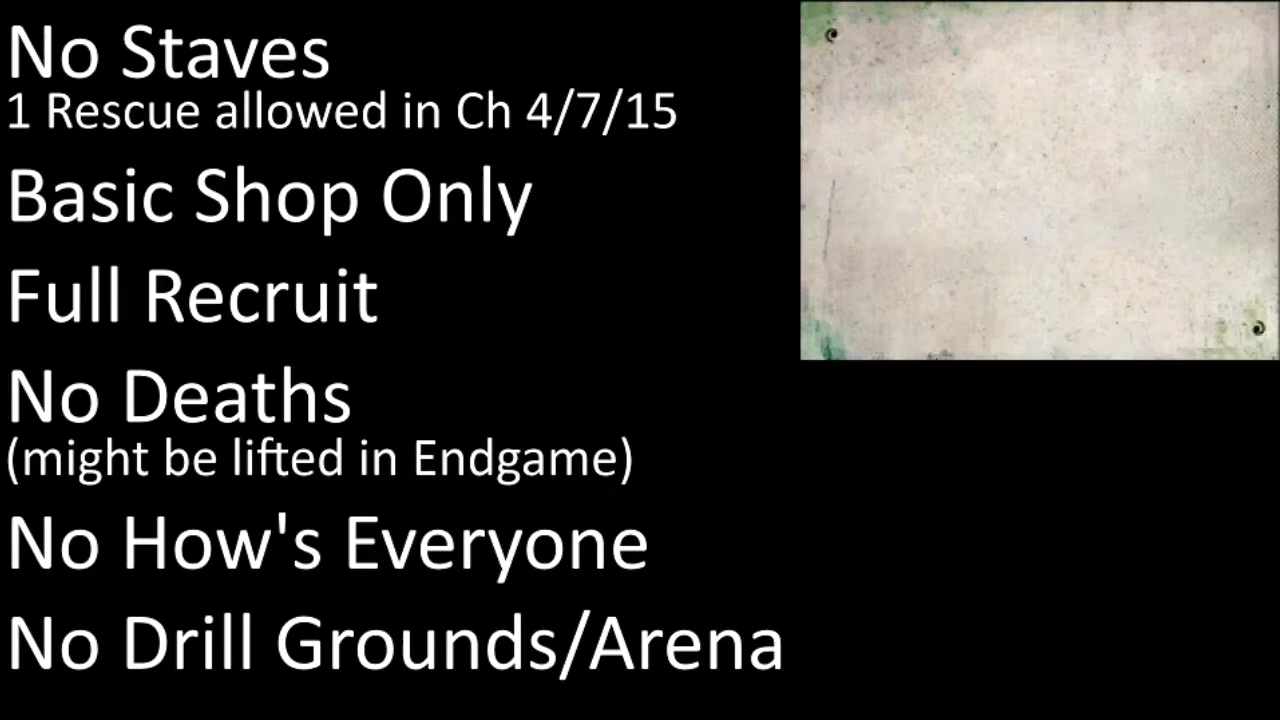 No Staves
1 Rescue allowed in Ch 4/7/15
Basic Shop Only
Full Recruit
No Deaths
(might be lifted in Endgame)
No How's Everyone
No Drill Grounds/Arena